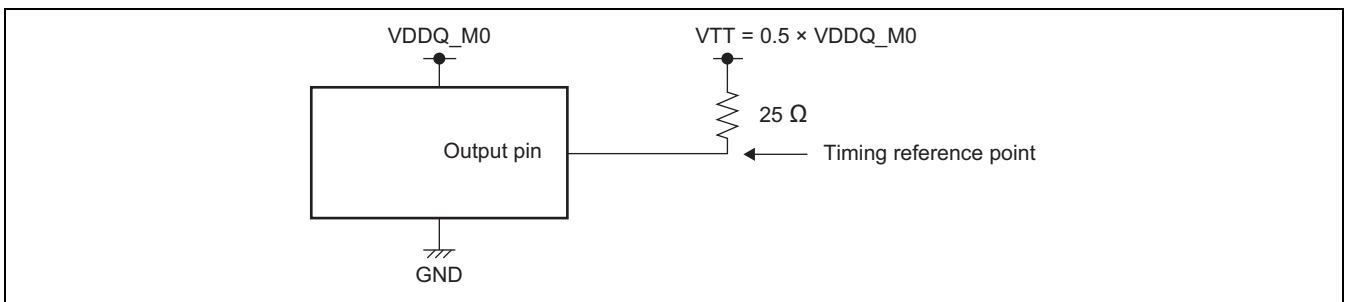 VDDQ_M0
VTT = 0.5 × VDDQ_M0
25 Ω
Output pin
Timing reference point
GND